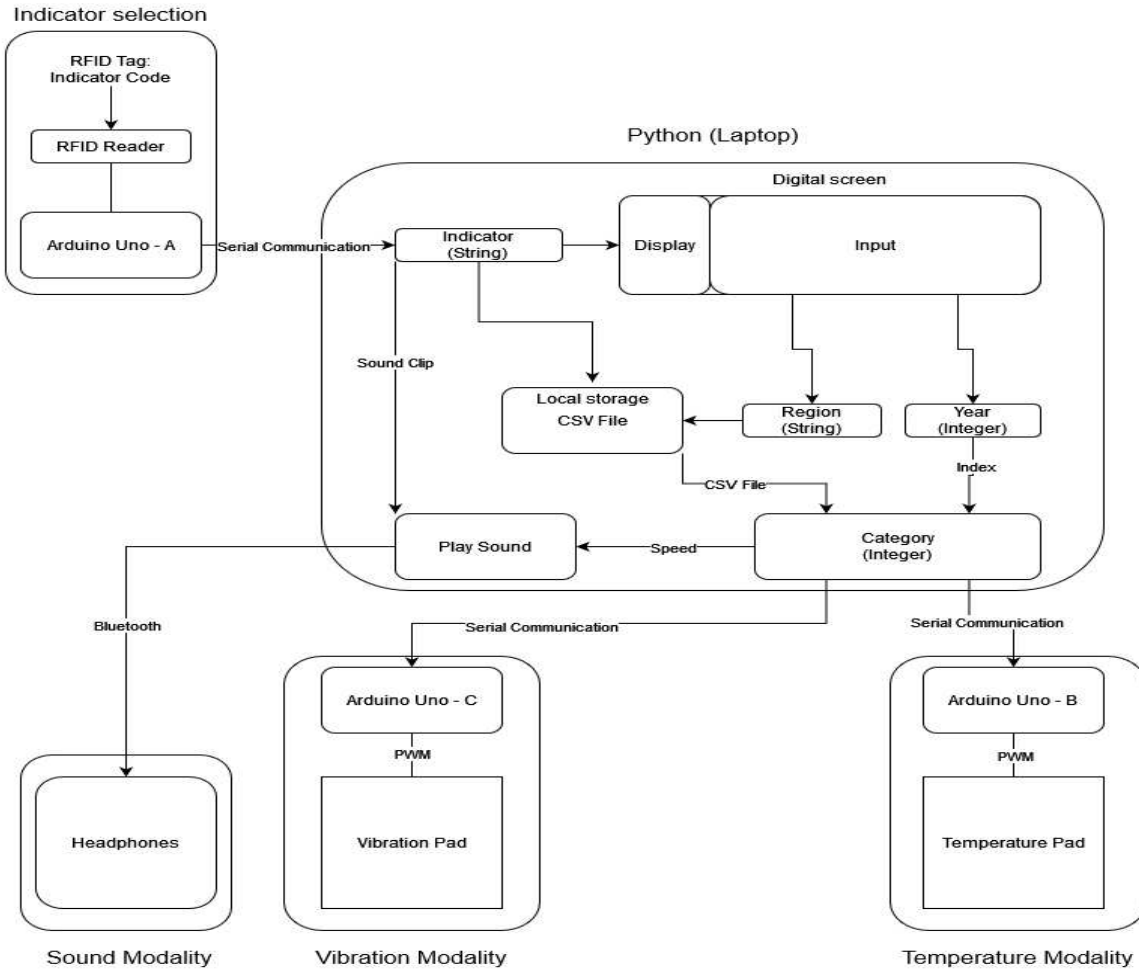 Indicator selection
RFID Tag:
Indicator Code
RFID Reader
Arduino Uno - A
Serial Communication
Python (Laptop)
Digital screen
Indicator
(String)
Display
Input
Sound Clip
Local storage
CSV File
Region
(String)
Year
(Integer)
Index
CSV File
Play Sound
Speed
Category
(Integer)
Bluetooth
Serial Communication
Serial Communication
Arduino Uno - C
PWM
Vibration Pad
Arduino Uno - B
PWM
Temperature Pad
Headphones
Sound Modality
Vibration Modality
Temperature Modality